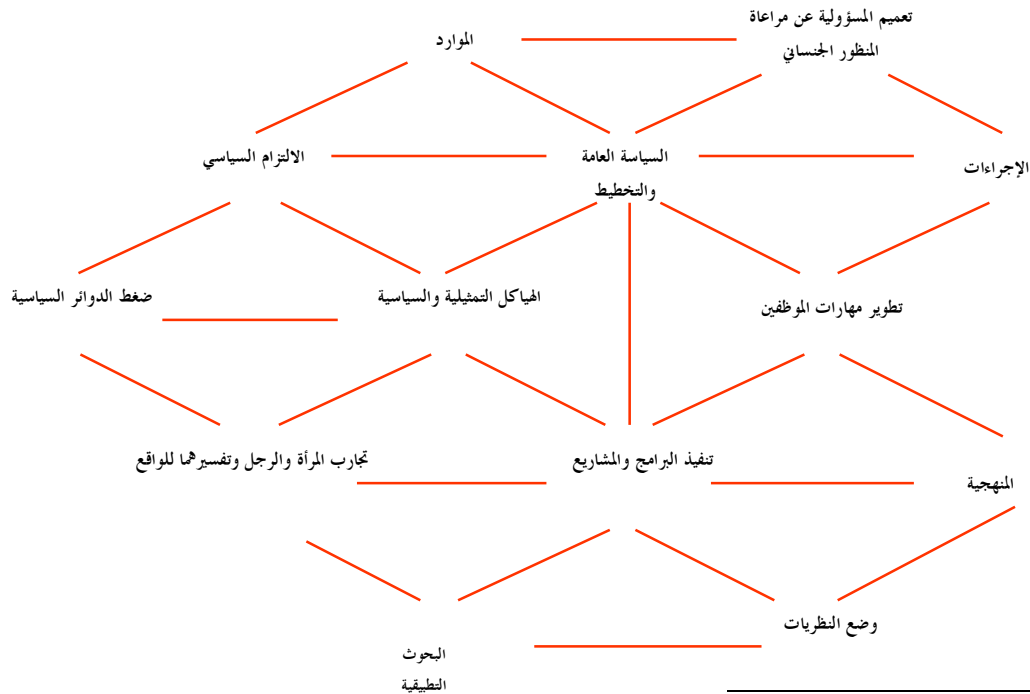 تعميم المسؤولية عن مراعاة
المنظور الجنساني
الموارد
الإجراءات
السياسة العامة
والتخطيط
الالتزام السياسي
تطوير مهارات الموظفين
الهياكل التمثيلية والسياسية
ضغط الدوائر السياسية
المنهجية
تنفيذ البرامج والمشاريع
تجارب المرأة والرجل وتفسيرهما للواقع
وضع النظريات
البحوث
التطبيقية